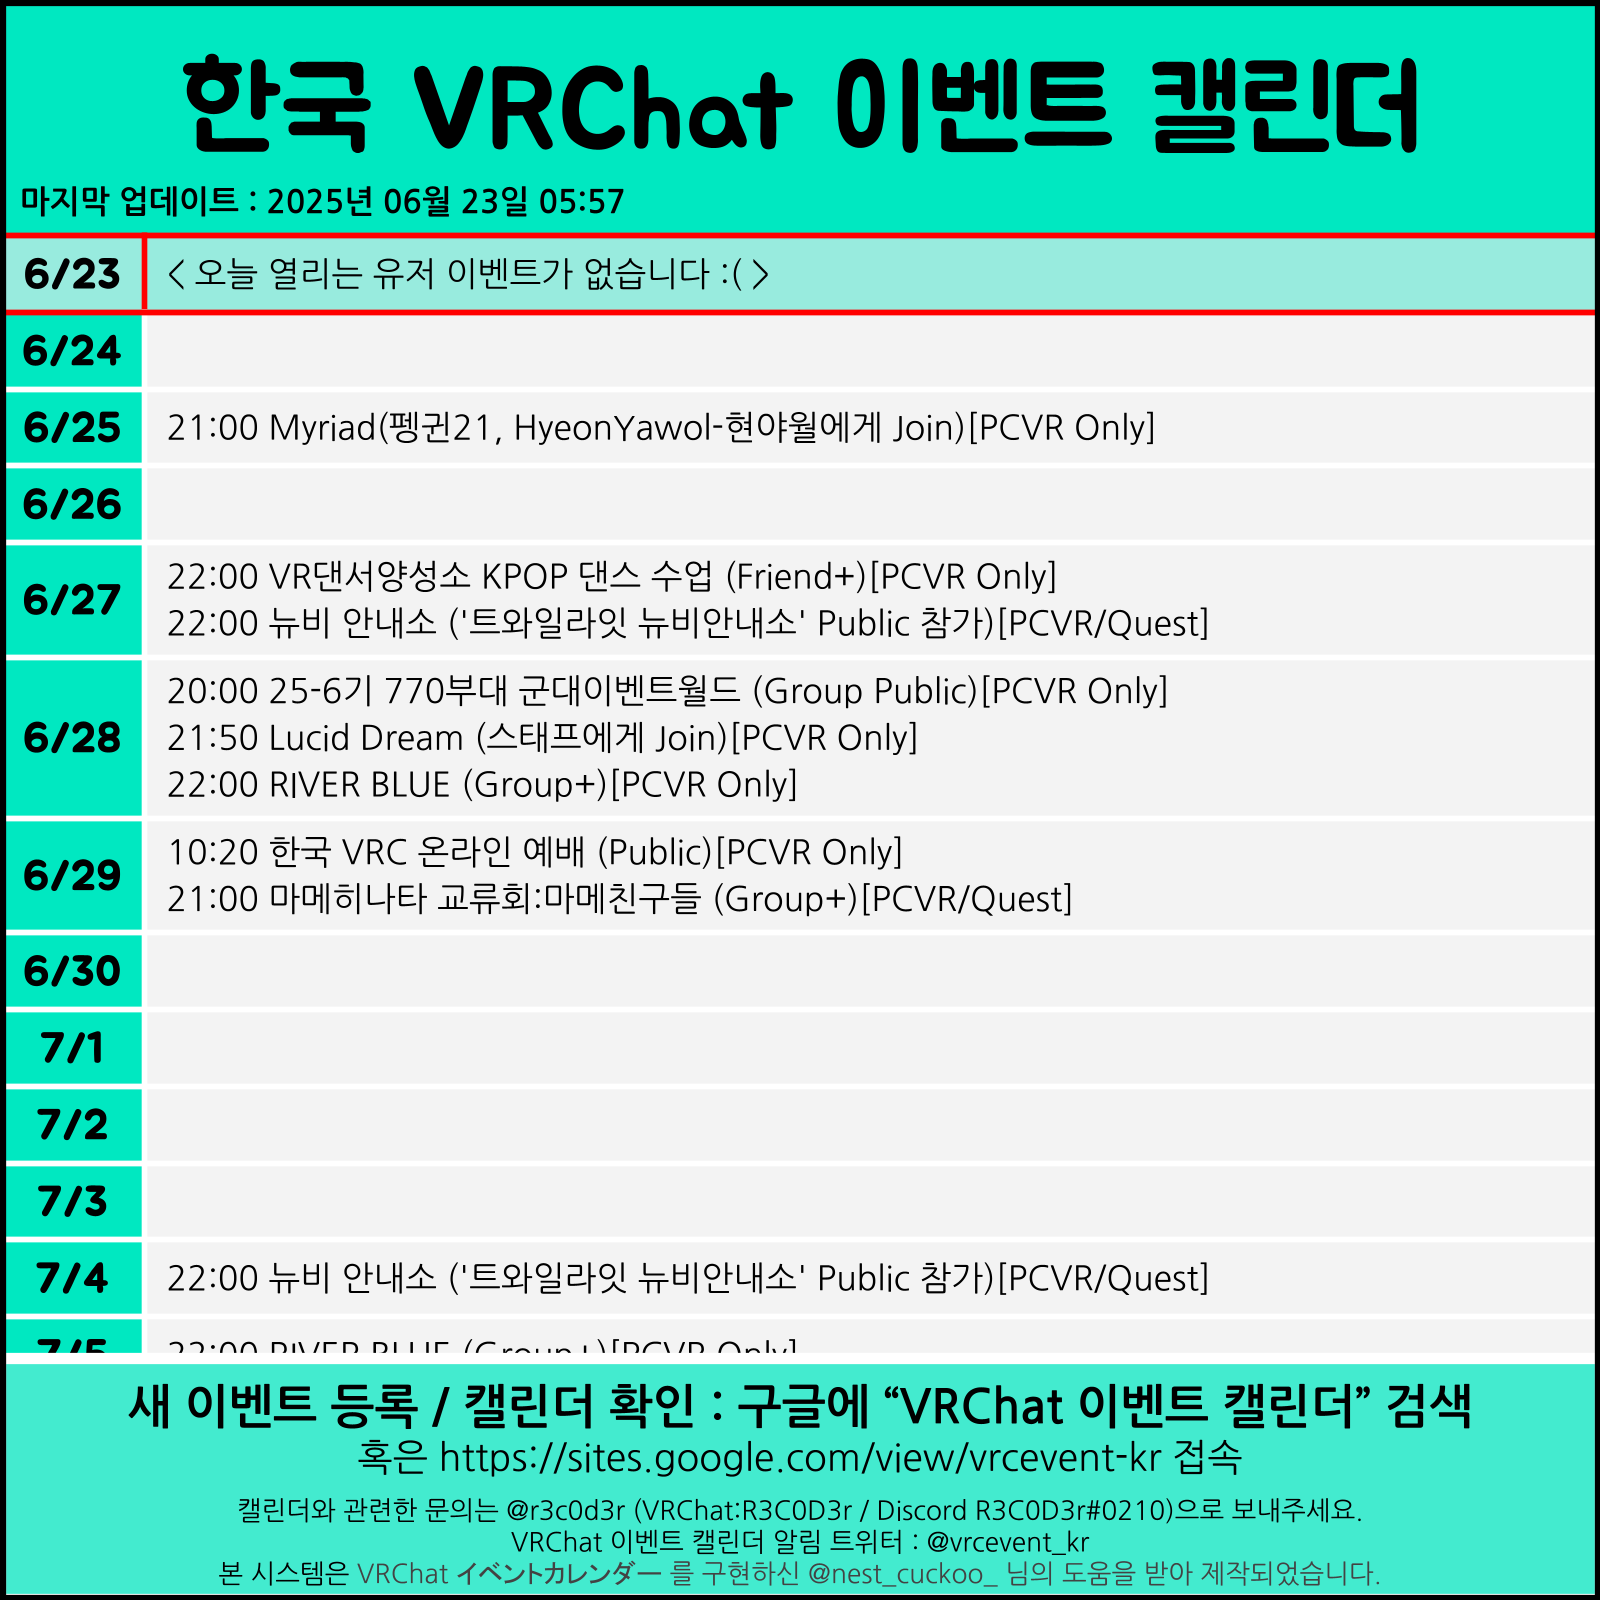 한국 VRChat 이벤트 캘린더
마지막 업데이트 : 2025년 06월 23일 05:57
6/23 < 오늘 열리는 유저 이벤트가 없습니다 :( >
6/24
6/25 21:00 Myriad(펭귄21, HyeonYawol-현야월에게 Join)[PCVR Only]
6/26
6/27
22:00 VR댄서양성소 KPOP 댄스 수업 (Friend+)[PCVR Only]
22:00 뉴비 안내소 ('트와일라잇 뉴비안내소' Public 참가)[PCVR/Quest]
6/28
20:00 25-6기 770부대 군대이벤트월드 (Group Public)[PCVR Only]
21:50 Lucid Dream (스태프에게 Join)[PCVR Only]
22:00 RIVER BLUE (Group+)[PCVR Only]
6/29
10:20 한국 VRC 온라인 예배 (Public)[PCVR Only]
21:00 마메히나타 교류회:마메친구들 (Group+)[PCVR/Quest]
6/30
7/1
7/2
7/3
7/4 22:00 뉴비 안내소 ('트와일라잇 뉴비안내소' Public 참가)[PCVR/Quest]
7/5 22:00 RIVER BLUE (Group+)[PCVR Only]
새 이벤트 등록 / 캘린더 확인 : 구글에 “VRChat 이벤트 캘린더” 검색
혹은 https://sites.google.com/view/vrcevent-kr 접속
캘린더와 관련한 문의는 @r3c0d3r (VRChat:R3C0D3r / Discord R3C0D3r#0210)으로 보내주세요.
VRChat 이벤트 캘린더 알림 트위터 : @vrcevent_kr
본 시스템은 VRChat イベントカレンダー 를 구현하신 @nest_cuckoo_ 님의 도움을 받아 제작되었습니다.